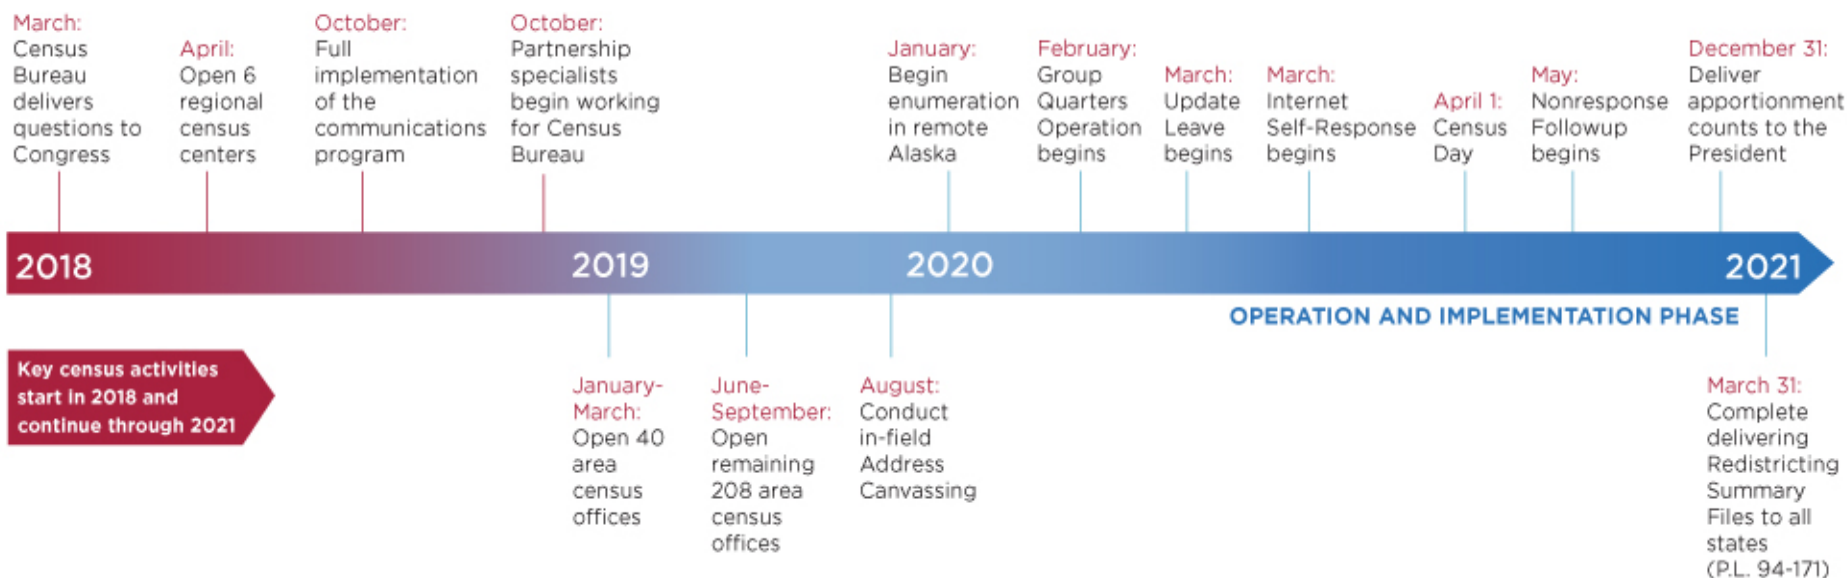 March:
Census
Bureau
delivers
questions to
Congress
April:
Open 6
regional
census
centers
October:
Full
implementation
of the
communications
program
October:
Partnership
specialists
begin working
for Census
Bureau
January:
Begin
enumeration
in remote
Alaska
February:
Group
Quarters
Operation
begins
March:
Update
Leave
begins
March:
Internet
Self-Response
begins
April 1:
Census
Day
May:
Nonresponse
Followup
begins
December 31:
Deliver
apportionment
counts to the
President
2018
2019
2020
2021
OPERATION AND IMPLEMENTATION PHASE
Key census activities
start in 2018 and
continue through 2021
January-
March:
Open 40
area
census
offices
June-
September:
Open
remaining
208 area
census
offices
August:
Conduct
in-field
Address
Canvassing
March 31:
Complete
delivering
Redistricting
Summary
Files to all
states
(P.L. 94-171)